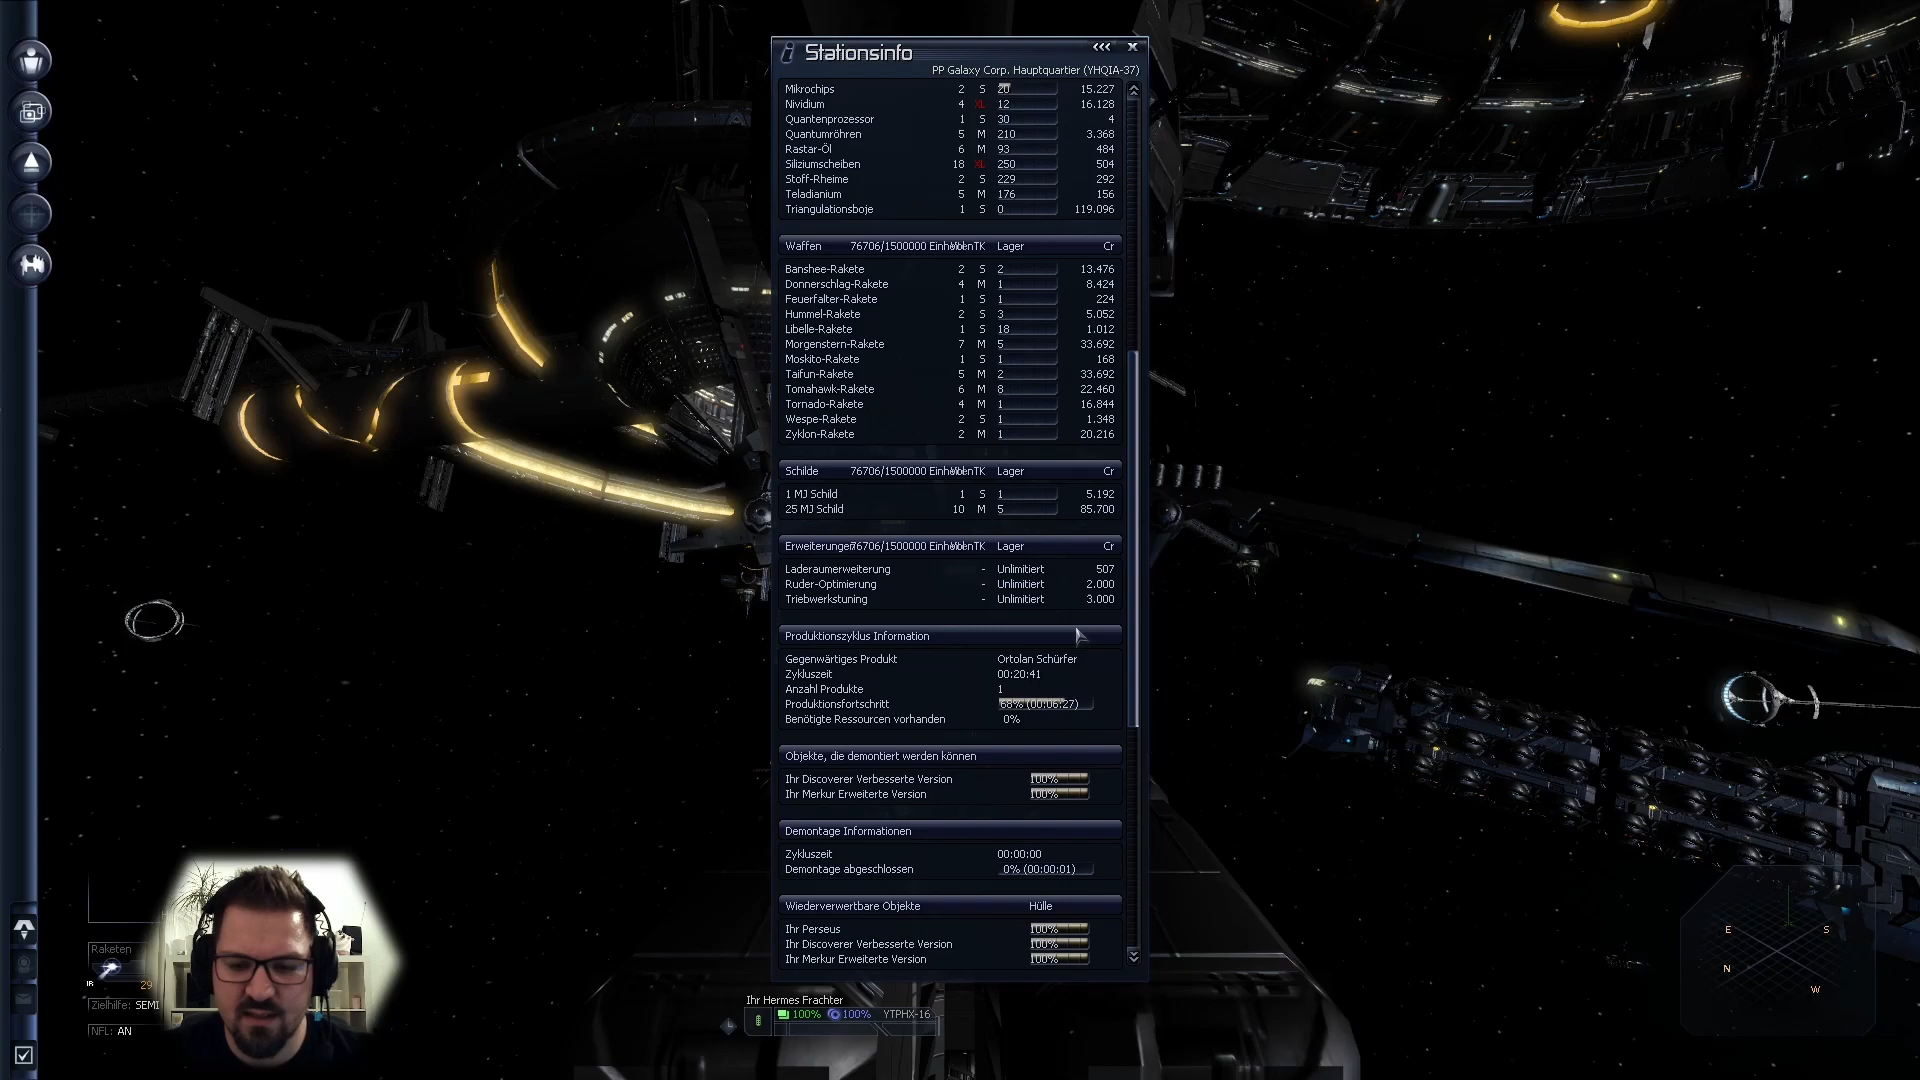 Stationsinfo
PP Galaxy Corp. Hauptquartier (YHQIA-37)
Mikrochips 2 S 20 15.227
Nividium 4 XL 12 16.128
Quantenprozessor 1 S 30 4
Quantumröhren 5 M 210 3.368
Rastar-Öl 6 M 93 484
Siliziumscheiben 18 XL 250 504
Stoff-Rheime 2 S 229 292
Teladianium 5 M 176 156
Triangulationsboje 1 S 0 119.096
Waffen 76706/1500000 Einheiten TK Lager Cr
Banshee-Rakete 2 S 2 13.476
Donnerschlag-Rakete 4 M 1 8.424
Feuerfalter-Rakete 1 S 1 224
Hummel-Rakete 2 S 3 5.052
Libelle-Rakete 1 S 18 1.012
Morgenstern-Rakete 7 M 5 33.692
Moskito-Rakete 1 S 1 168
Taifun-Rakete 5 M 2 33.692
Tomahawk-Rakete 6 M 8 22.460
Tornado-Rakete 4 M 1 16.844
Wespe-Rakete 2 S 1 1.348
Zyklon-Rakete 2 M 1 20.216
Schilde 76706/1500000 Einheiten TK Lager Cr
1 MJ Schild 1 S 1 5.192
25 MJ Schild 10 M 5 85.700
Erweiterungen 76706/1500000 Einheiten TK Lager Cr
Laderaumerweiterung - Unlimitiert 507
Ruder-Optimierung - Unlimitiert 2.000
Triebwerkstuning - Unlimitiert 3.000
Produktionszyklus Information
Gegenwärtiges Produkt Ortolan Schürfer
Zykluszeit 00:20:41
Anzahl Produkte 1
Produktionsfortschritt 68% (00:06:27)
Benötigte Ressourcen vorhanden 0%
Objekte, die demontiert werden können
Ihr Discoverer Verbesserte Version 100%
Ihr Merkur Erweiterte Version 100%
Demontage Informationen
Zykluszeit 00:00:00
Demontage abgeschlossen 0% (00:00:01)
Wiederverwertbare Objekte Hülle
Ihr Perseus 100%
Ihr Discoverer Verbesserte Version 100%
Ihr Merkur Erweiterte Version 100%
Ihr Hermes Frachter
100% 100% YTPHX-16
Raketen
29
Zielhilfe: SEMI
NFL: AN
E S
N
W